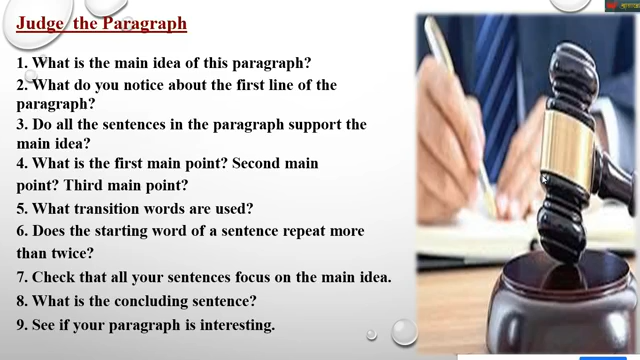 Judge the Paragraph
1. What is the main idea of this paragraph?
2. What do you notice about the first line of the
paragraph?
3. Do all the sentences in the paragraph support the
main idea?
4. What is the first main point? Second main
point? Third main point?
5. What transition words are used?
6. Does the starting word of a sentence repeat more
than twice?
7. Check that all your sentences focus on the main idea.
8. What is the concluding sentence?
9. See if your paragraph is interesting.